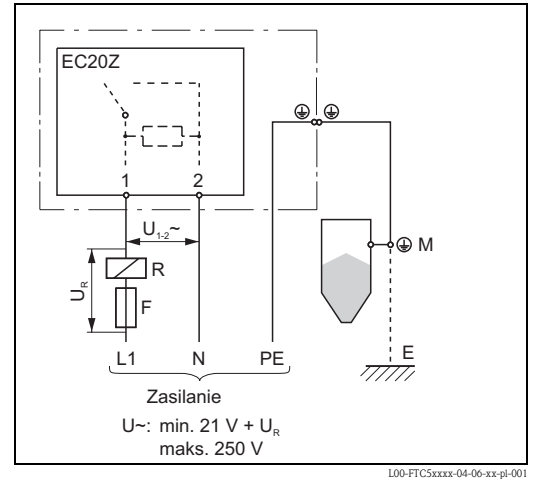 EC20Z
1 2
U1-2~
UR
R
F
M
E
L1 N PE
Zasilanie
U~: min. 21 V + UR
maks. 250 V
L00-FTC5xxxx-04-06-xx-pl-001